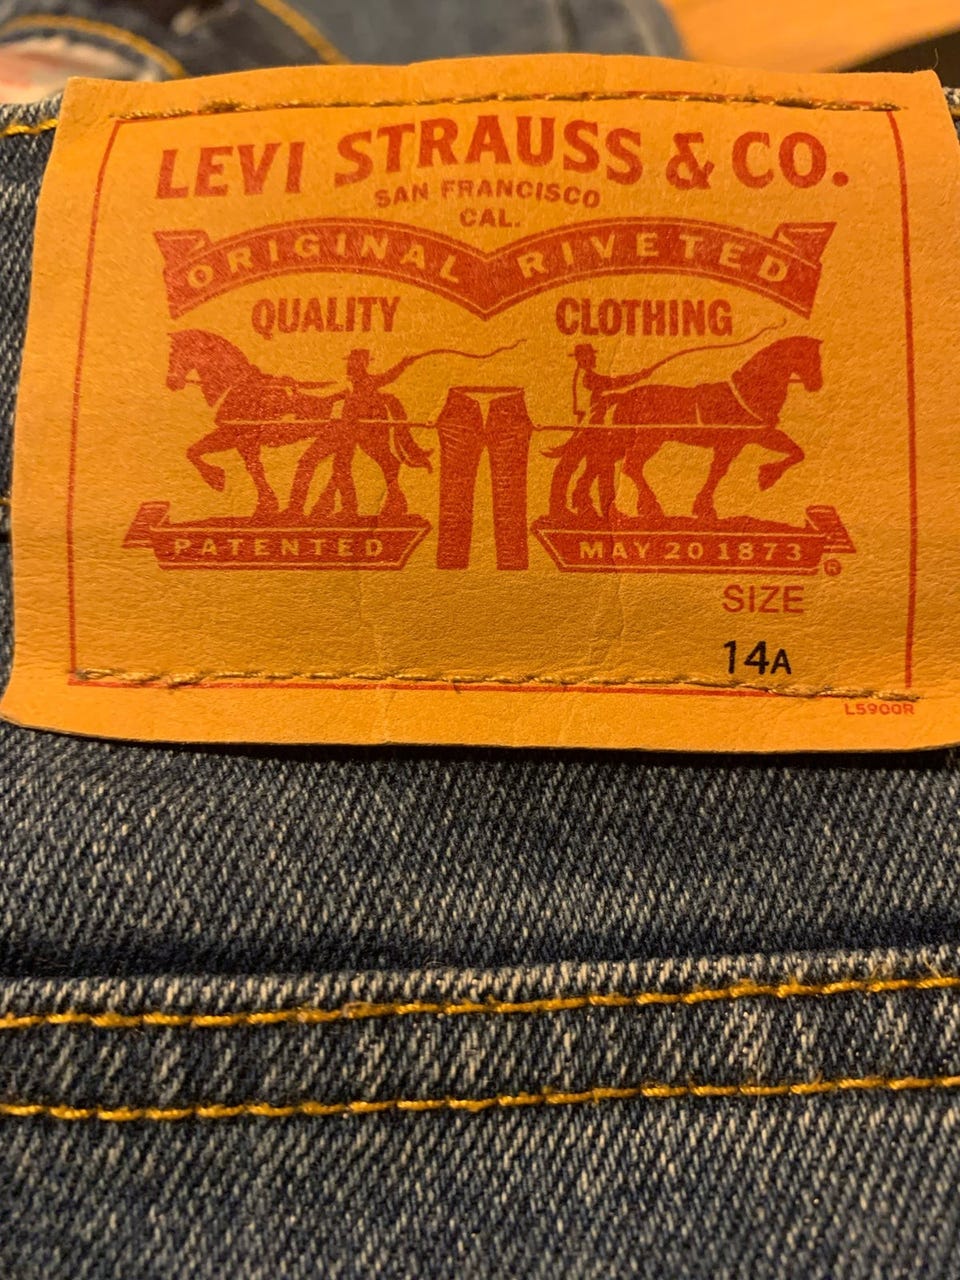 LEVI STRAUSS & CO.
SAN FRANCISCO
CAL.
ORIGINAL RIVETED
QUALITY CLOTHING
PATENTED MAY 20 1873 ®
SIZE
14A
L5900R